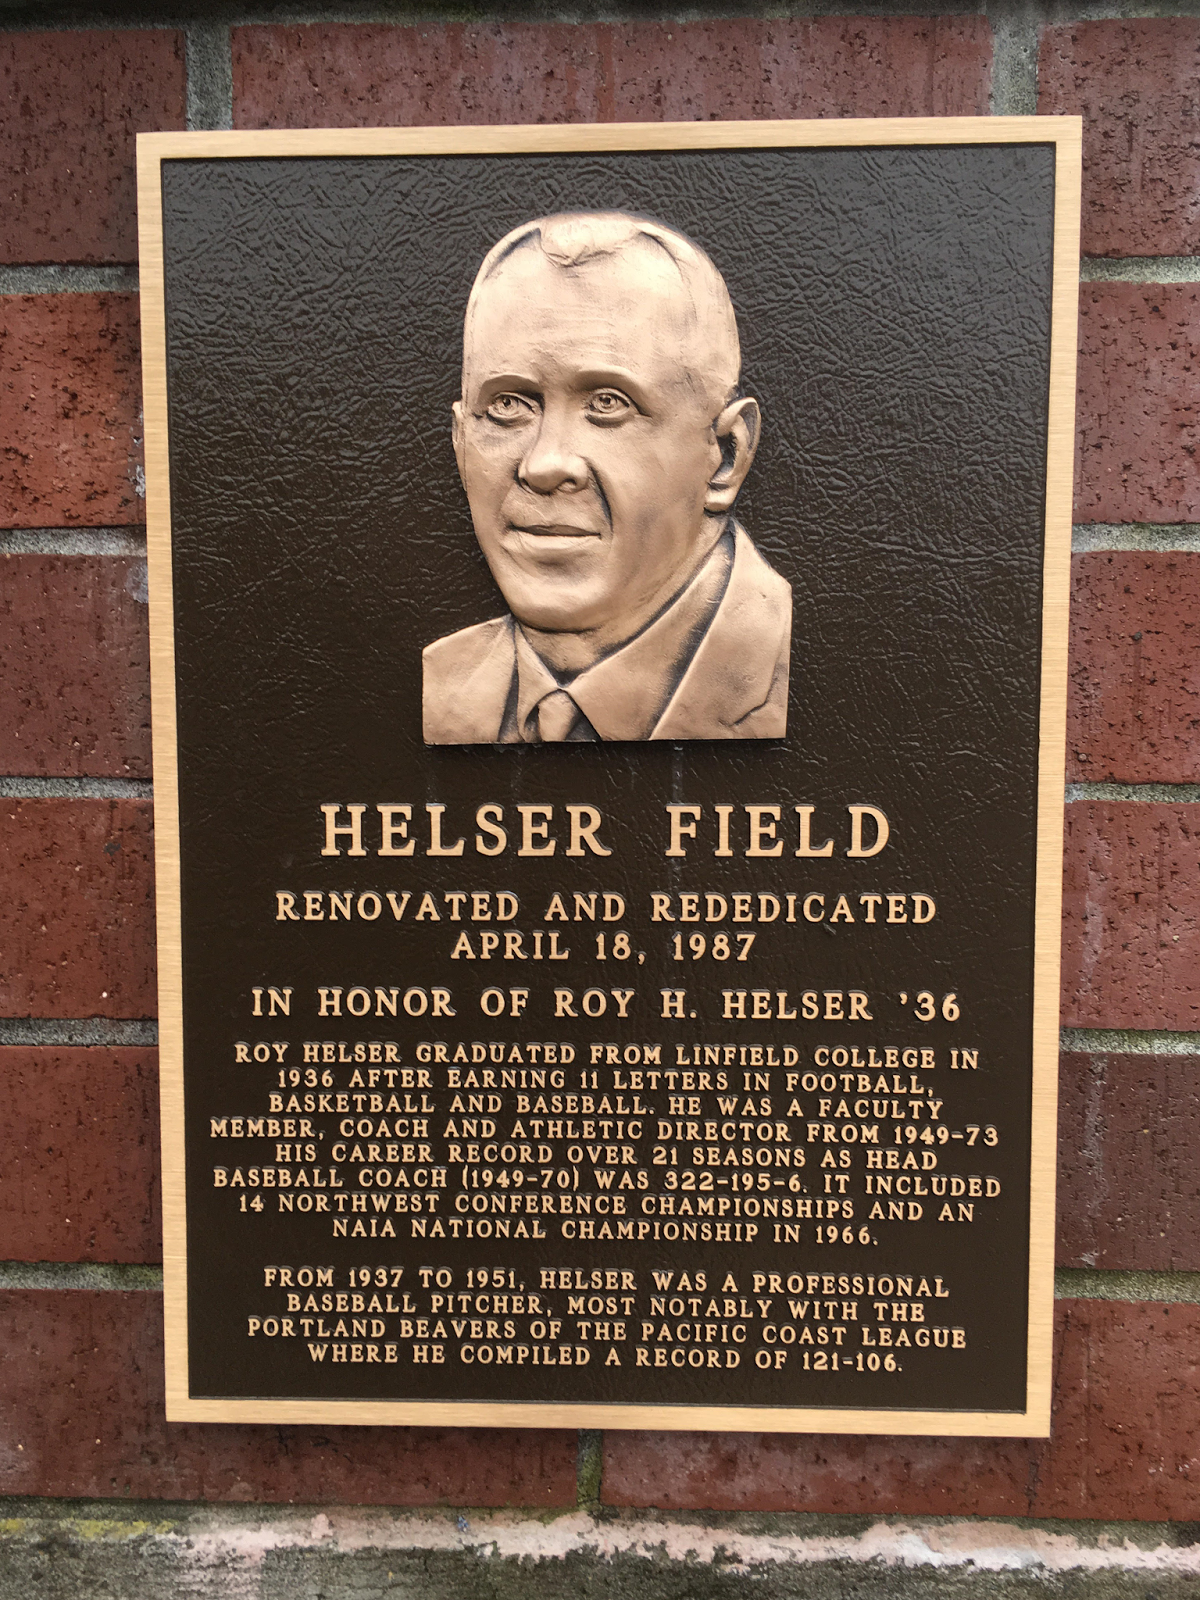 HELSER FIELD
RENOVATED AND REDEDICATED
APRIL 18, 1987
IN HONOR OF ROY H. HELSER '36
ROY HELSER GRADUATED FROM LINFIELD COLLEGE IN
1936 AFTER EARNING 11 LETTERS IN FOOTBALL,
BASKETBALL AND BASEBALL. HE WAS A FACULTY
MEMBER, COACH AND ATHLETIC DIRECTOR FROM 1949-73
HIS CAREER RECORD OVER 21 SEASONS AS HEAD
BASEBALL COACH (1949-70) WAS 322-195-6. IT INCLUDED
14 NORTHWEST CONFERENCE CHAMPIONSHIPS AND AN
NAIA NATIONAL CHAMPIONSHIP IN 1966.
FROM 1937 TO 1951, HELSER WAS A PROFESSIONAL
BASEBALL PITCHER, MOST NOTABLY WITH THE
PORTLAND BEAVERS OF THE PACIFIC COAST LEAGUE
WHERE HE COMPILED A RECORD OF 121-106.